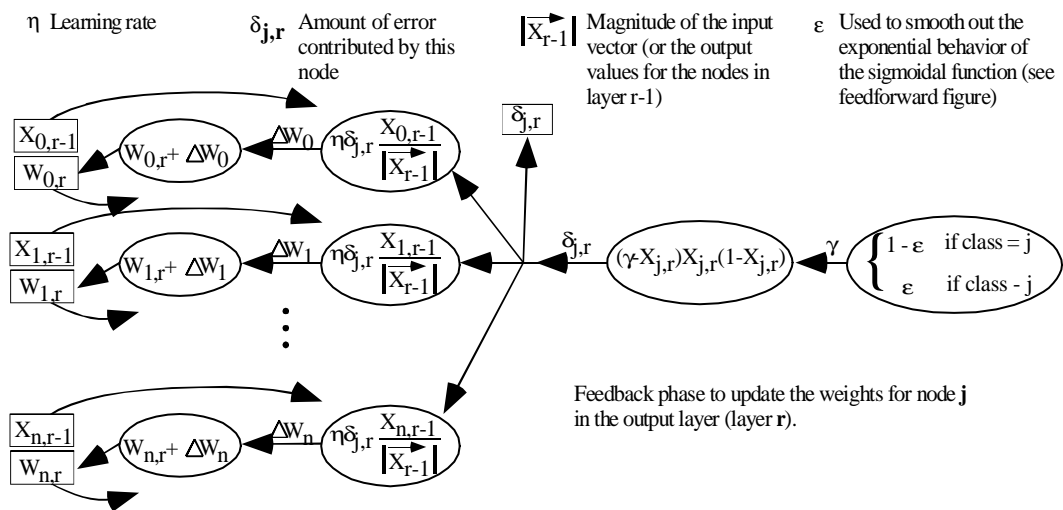 η Learning rate
δj,r Amount of error
contributed by this
node
|Xr-1| Magnitude of the input
vector (or the output
values for the nodes in
layer r-1)
ε Used to smooth out the
exponential behavior of
the sigmoidal function (see
feedforward figure)
X0,r-1
W0,r
W0,r+ ΔW0
ΔW0
ηδj,r X0,r-1
|Xr-1|
δj,r
X1,r-1
W1,r
W1,r+ ΔW1
ΔW1
ηδj,r X1,r-1
|Xr-1|
δj,r
(γ-Xj,r)Xj,r(1-Xj,r)
γ
{ 1 - ε if class = j
ε if class - j
Xn,r-1
Wn,r
Wn,r+ ΔWn
ΔWn
ηδj,r Xn,r-1
|Xr-1|
Feedback phase to update the weights for node j
in the output layer (layer r).